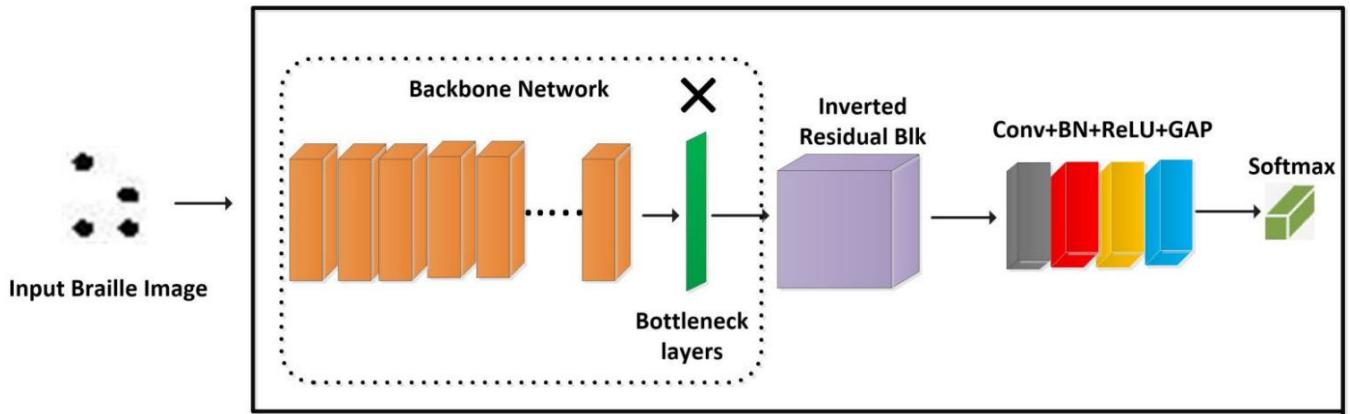 Backbone Network
Inverted
Residual Blk
Conv+BN+ReLU+GAP
Softmax
Input Braille Image
Bottleneck
layers